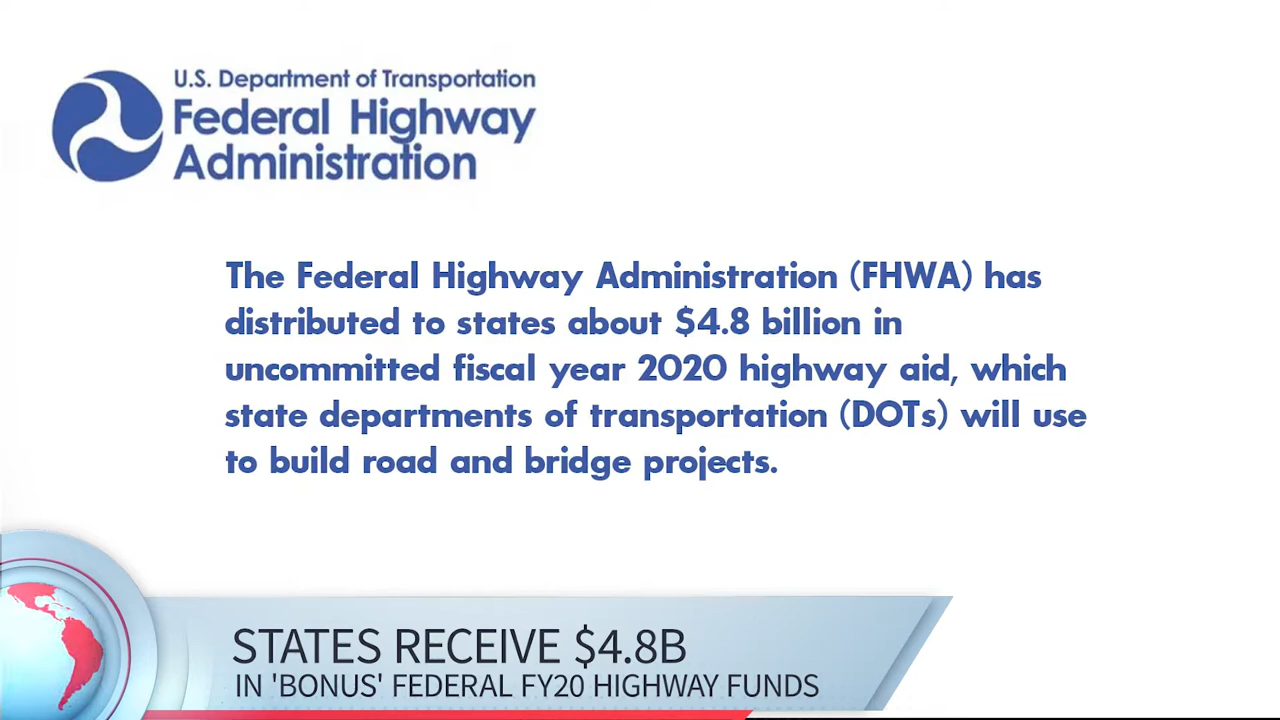 U.S. Department of Transportation
Federal Highway
Administration
The Federal Highway Administration (FHWA) has
distributed to states about $4.8 billion in
uncommitted fiscal year 2020 highway aid, which
state departments of transportation (DOTs) will use
to build road and bridge projects.
STATES RECEIVE $4.8B
IN 'BONUS' FEDERAL FY20 HIGHWAY FUNDS